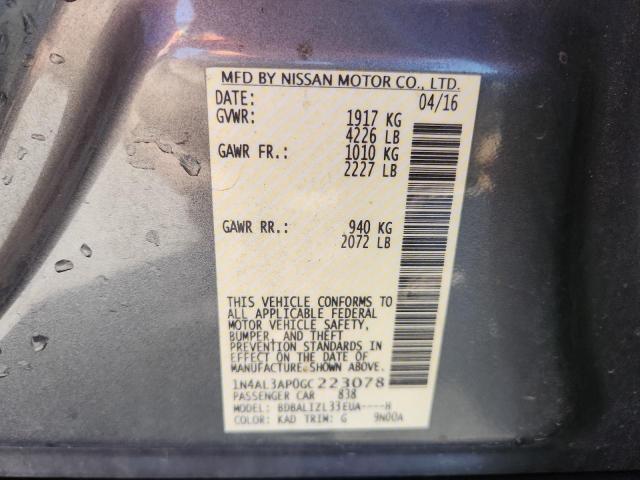 MFD BY NISSAN MOTOR CO., LTD.
DATE: 04/16
GVWR: 1917 KG
4226 LB
GAWR FR.: 1010 KG
2227 LB
GAWR RR.: 940 KG
2072 LB
THIS VEHICLE CONFORMS TO
ALL APPLICABLE FEDERAL
MOTOR VEHICLE SAFETY,
BUMPER, AND THEFT
PREVENTION STANDARDS IN
EFFECT ON THE DATE OF
MANUFACTURE SHOWN ABOVE.
1N4AL3AP0GC223078
PASSENGER CAR 838
MODEL: BDBALIZL33EUA----H
COLOR: KAD TRIM: G 9N00A